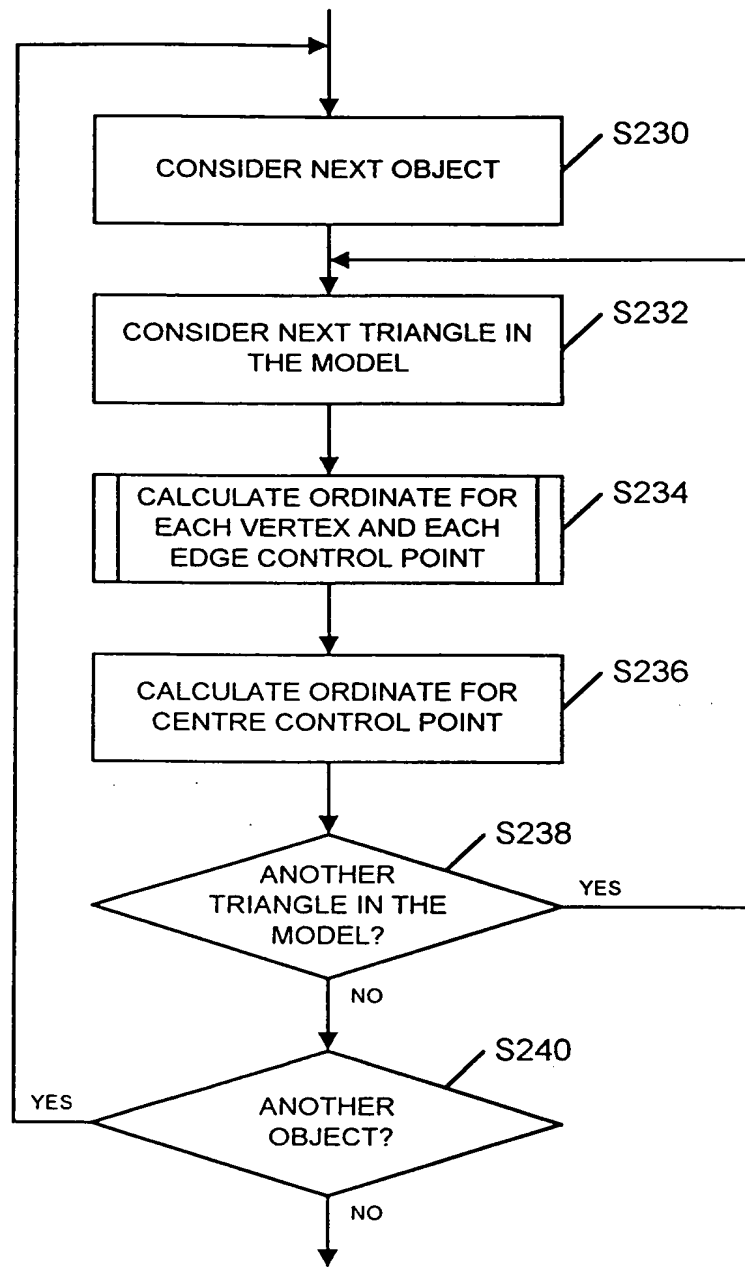 S230
CONSIDER NEXT OBJECT
S232
CONSIDER NEXT TRIANGLE IN
THE MODEL
S234
CALCULATE ORDINATE FOR
EACH VERTEX AND EACH
EDGE CONTROL POINT
S236
CALCULATE ORDINATE FOR
CENTRE CONTROL POINT
S238
ANOTHER
TRIANGLE IN THE
MODEL?
YES
NO
S240
YES
ANOTHER
OBJECT?
NO